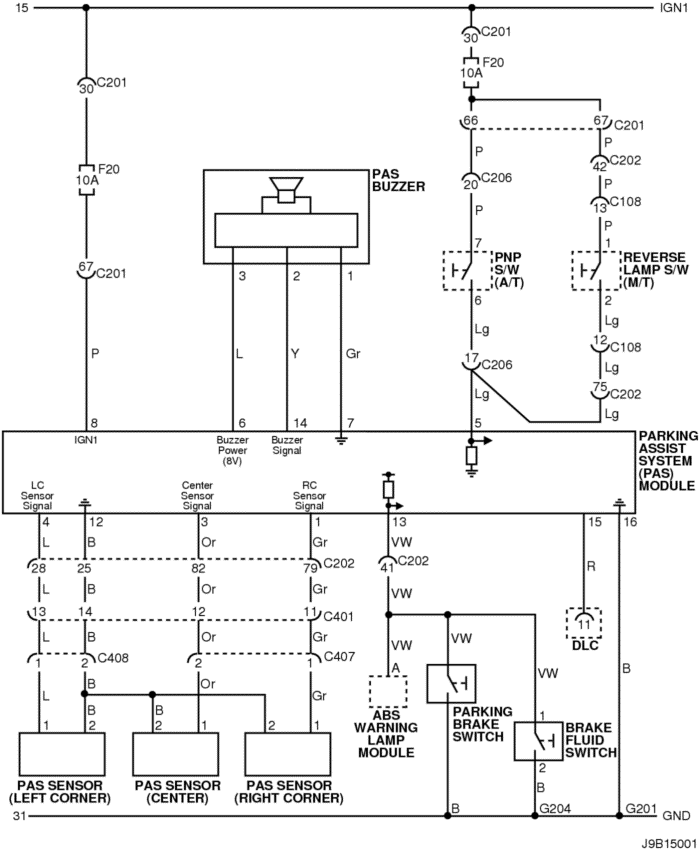 15 IGN1
30 C201 30 C201
F20
10A
66 67 C201
P P
F20
10A
PAS
BUZZER
20 C206 42 C202
P P
13 C108
P
7 1
PNP
S/W
(A/T)
REVERSE
LAMP S/W
(M/T)
67 C201
3 2 1
6 2
Lg Lg
P L Y Gr
12 C108
17 C206 Lg
75 C202
Lg Lg
8 6 14 7 5
IGN1
Buzzer
Power
(8V)
Buzzer
Signal
PARKING
ASSIST
SYSTEM
(PAS)
MODULE
LC
Sensor
Signal
Center
Sensor
Signal
RC
Sensor
Signal
4 12 3 1 13 15 16
L B Or Gr VW
28 25 82 79 C202 41 C202
R
L B Or Gr VW
13 14 12 11 C401
11
DLC
L B Or Gr VW VW
1 2 C408 2 1 C407
A
VW
B
B Or
L B B Gr
1 2 2 1 2 1
ABS
WARNING
LAMP
MODULE
PARKING
BRAKE
SWITCH
1
BRAKE
FLUID
SWITCH
2
PAS SENSOR
(LEFT CORNER)
PAS SENSOR
(CENTER)
PAS SENSOR
(RIGHT CORNER)
B
31 B G204 G201 GND
J9B15001